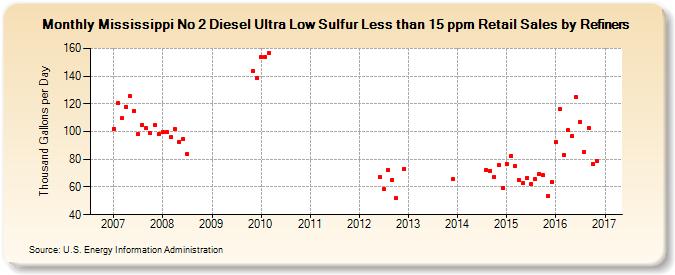 Monthly Mississippi No 2 Diesel Ultra Low Sulfur Less than 15 ppm Retail Sales by Refiners
Thousand Gallons per Day
160
140
120
100
80
60
40
2007 2008 2009 2010 2011 2012 2013 2014 2015 2016 2017
Source: U.S. Energy Information Administration